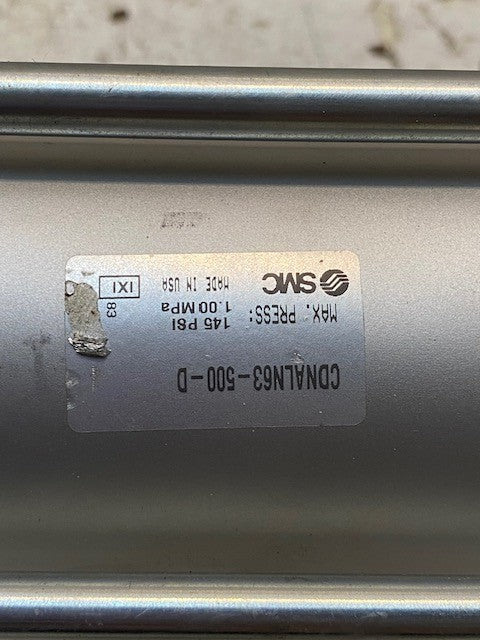 CDNALN63-500-D
MAX. PRESS: 145 PSI
1.00 MPa
SMC MADE IN USA
IXI
83